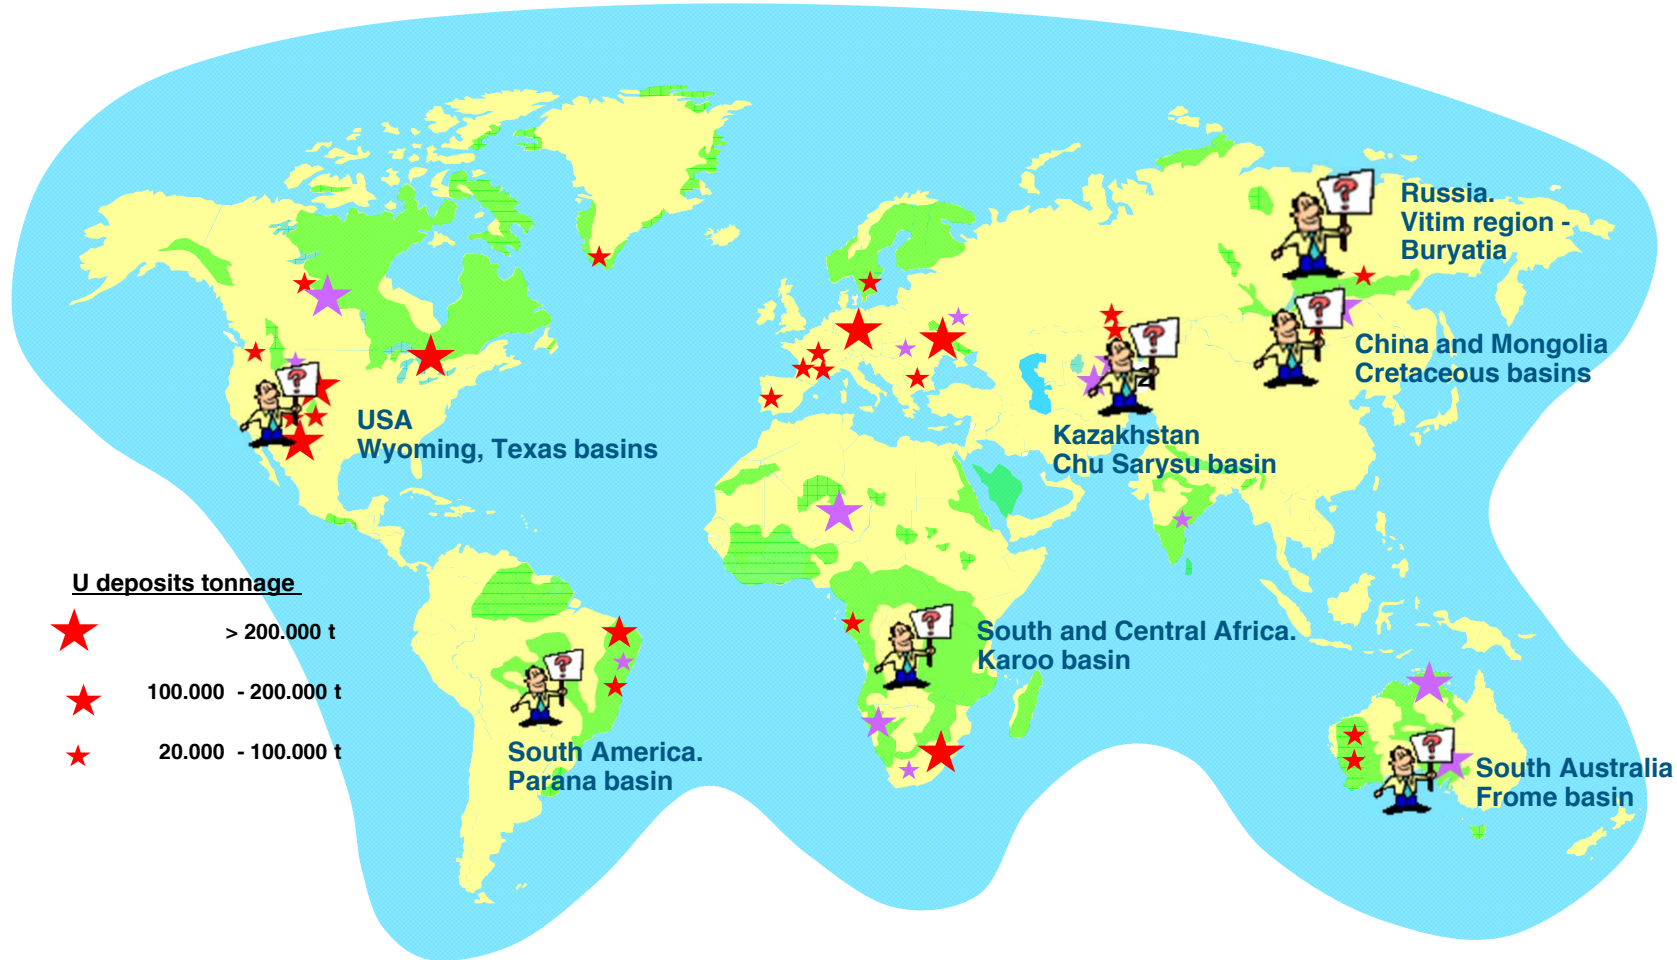 Russia.
Vitim region -
Buryatia
China and Mongolia
Cretaceous basins
USA
Wyoming, Texas basins
Kazakhstan
Chu Sarysu basin
U deposits tonnage
> 200.000 t
100.000 - 200.000 t
20.000 - 100.000 t
South and Central Africa.
Karoo basin
South America.
Parana basin
South Australia
Frome basin
?
?
?
?
?
?
?
2